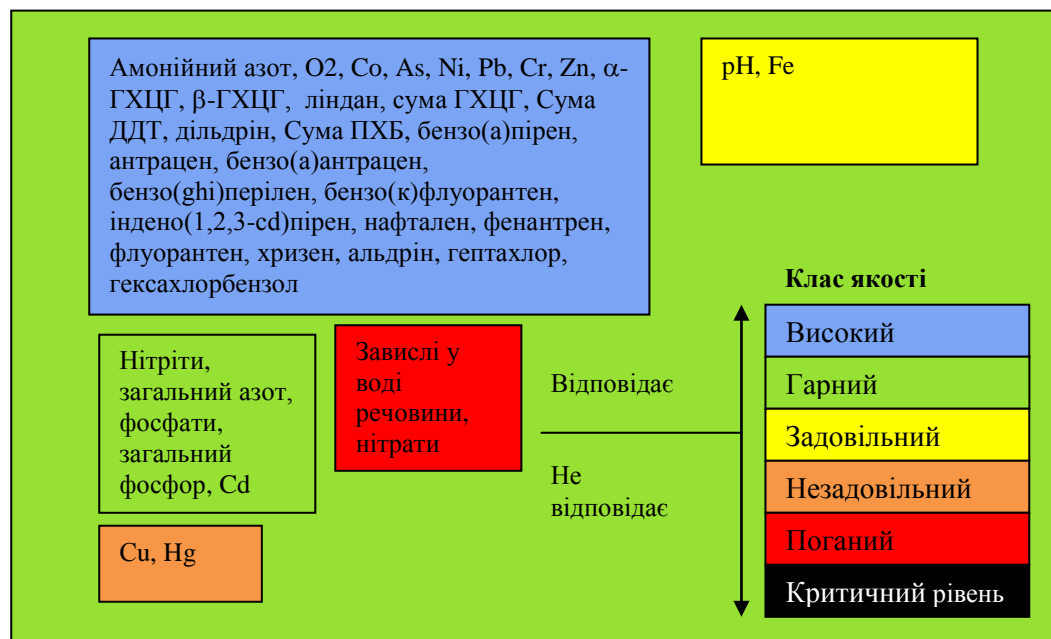 Амонійний азот, О2, Co, As, Ni, Pb, Cr, Zn, α-
ГХЦГ, β-ГХЦГ, ліндан, сума ГХЦГ, Сума
ДДТ, дільдрін, Сума ПХБ, бензо(а)пірен,
антрацен, бензо(а)антрацен,
бензо(ghi)перілен, бензо(к)флуорантен,
індено(1,2,3-cd)пірен, нафтален, фенантрен,
флуорантен, хризен, альдрін, гептахлор,
гексахлорбензол
pH, Fe
Нітріти,
загальний азот,
фосфати,
загальний
фосфор, Cd
Завислі у
воді
речовини,
нітрати
Cu, Hg
Відповідає
Не
відповідає
Клас якості
Високий
Гарний
Задовільний
Незадовільний
Поганий
Критичний рівень